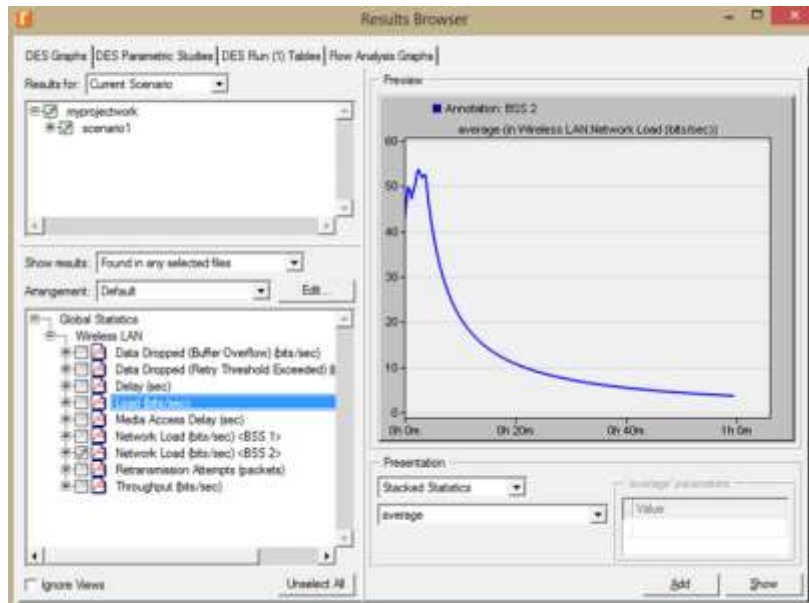 Results Browser
DES Graphs
DES Parametric Studies
DES Run (1) Tables
Flow Analysis Graphs
Results for:
Current Scenario
myprojectwork
scenario1
Show results:
Found in any selected files
Arrangement:
Default
Edit...
Global Statistics
Wireless LAN
Data Dropped (Buffer Overflow) (bits/sec)
Data Dropped (Retry Threshold Exceeded) (
Delay (sec)
Load (bits/sec)
Media Access Delay (sec)
Network Load (bits/sec) <BSS 1>
Network Load (bits/sec) <BSS 2>
Retransmission Attempts (packets)
Throughput (bits/sec)
Ignore Views
Unselect All
Preview
Annotation: BSS 2
average (in Wireless LAN.Network Load (bits/sec))
60
50
40
30
20
10
0
0h 0m
0h 20m
0h 40m
1h 0m
Presentation
Stacked Statistics
average
'average' parameters
Value
Add
Show